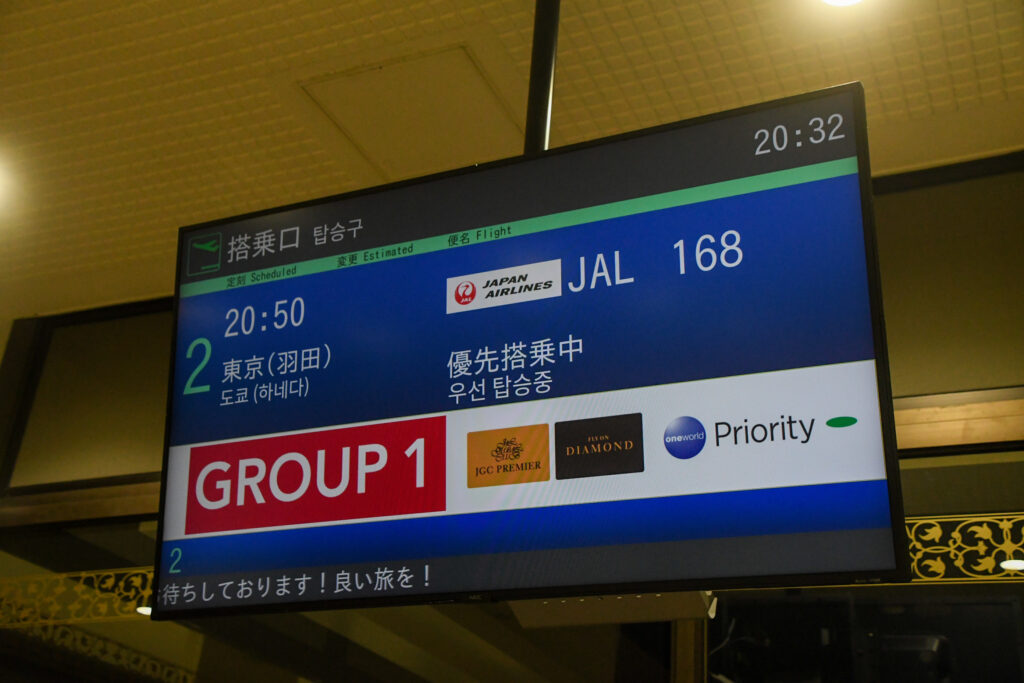 20:32
搭乗口 탑승구
定刻 Scheduled 変更 Estimated 便名 Flight
20:50 JAPAN AIRLINES JAL 168
2 東京(羽田) 優先搭乗中
도쿄 (하네다) 우선 탑승중
GROUP 1 JGC PREMIER FLY ON DIAMOND oneworld Priority
2
待ちしております！良い旅を！
NEC